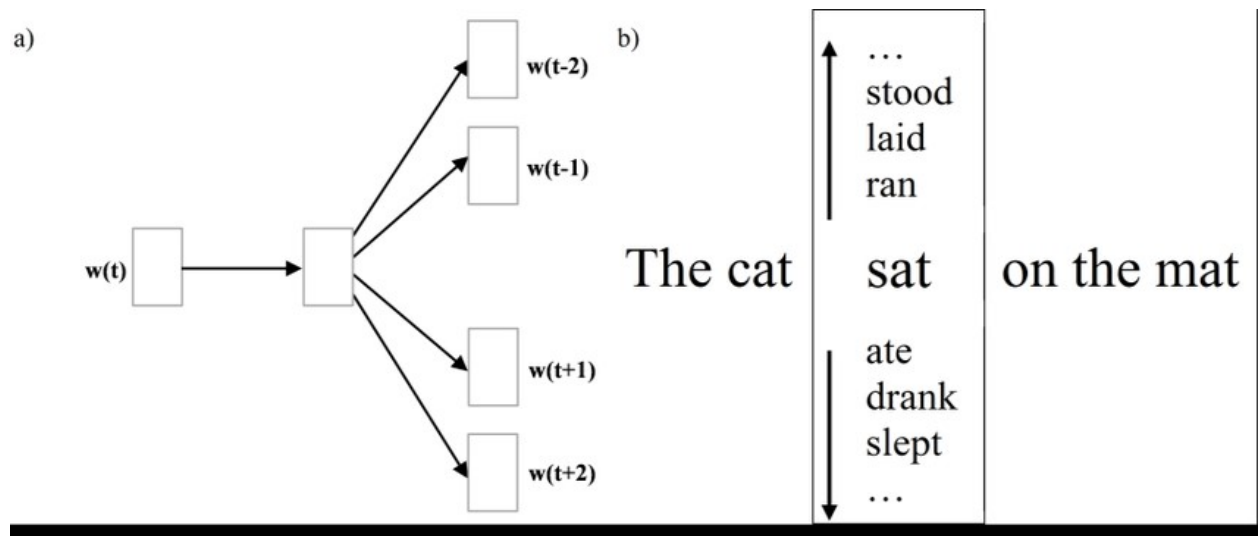 a)
w(t-2)
w(t-1)
w(t)
w(t+1)
w(t+2)
b)
…
stood
laid
ran
The cat sat on the mat
ate
drank
slept
…